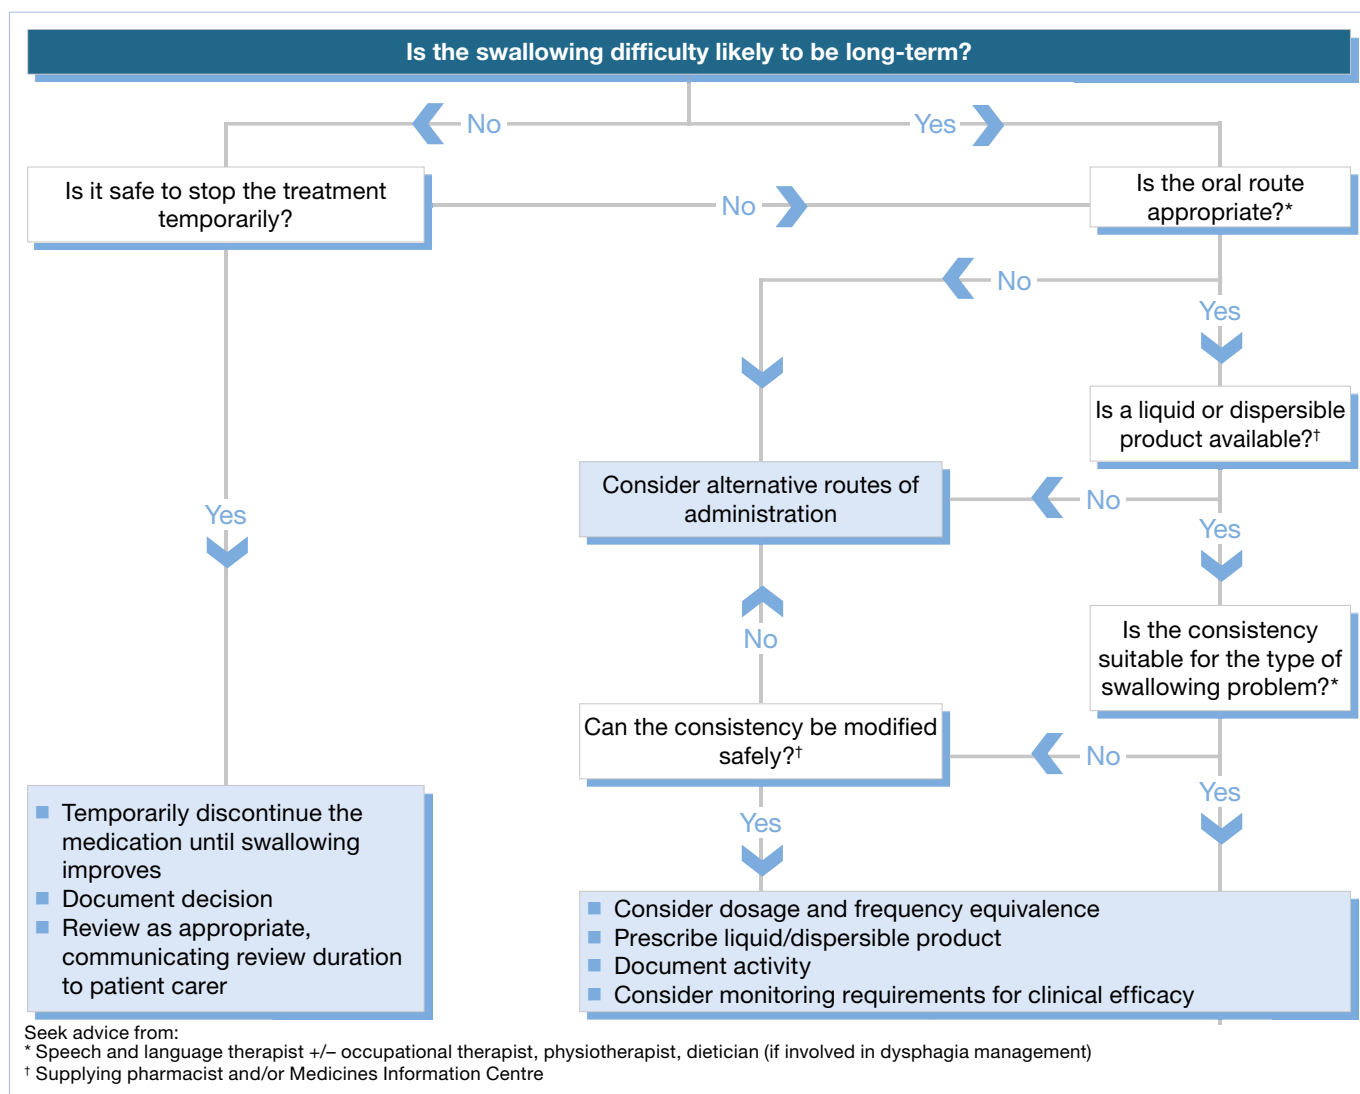 Is the swallowing difficulty likely to be long-term?
No
Yes
Is it safe to stop the treatment
temporarily?
No
Is the oral route
appropriate?*
No
Yes
Is a liquid or dispersible
product available?†
Consider alternative routes of
administration
No
Yes
Yes
Is the consistency
suitable for the type of
swallowing problem?*
No
Can the consistency be modified
safely?†
No
Yes
Yes
■ Temporarily discontinue the
medication until swallowing
improves
■ Document decision
■ Review as appropriate,
communicating review duration
to patient carer
■ Consider dosage and frequency equivalence
■ Prescribe liquid/dispersible product
■ Document activity
■ Consider monitoring requirements for clinical efficacy
Seek advice from:
* Speech and language therapist +/– occupational therapist, physiotherapist, dietician (if involved in dysphagia management)
† Supplying pharmacist and/or Medicines Information Centre